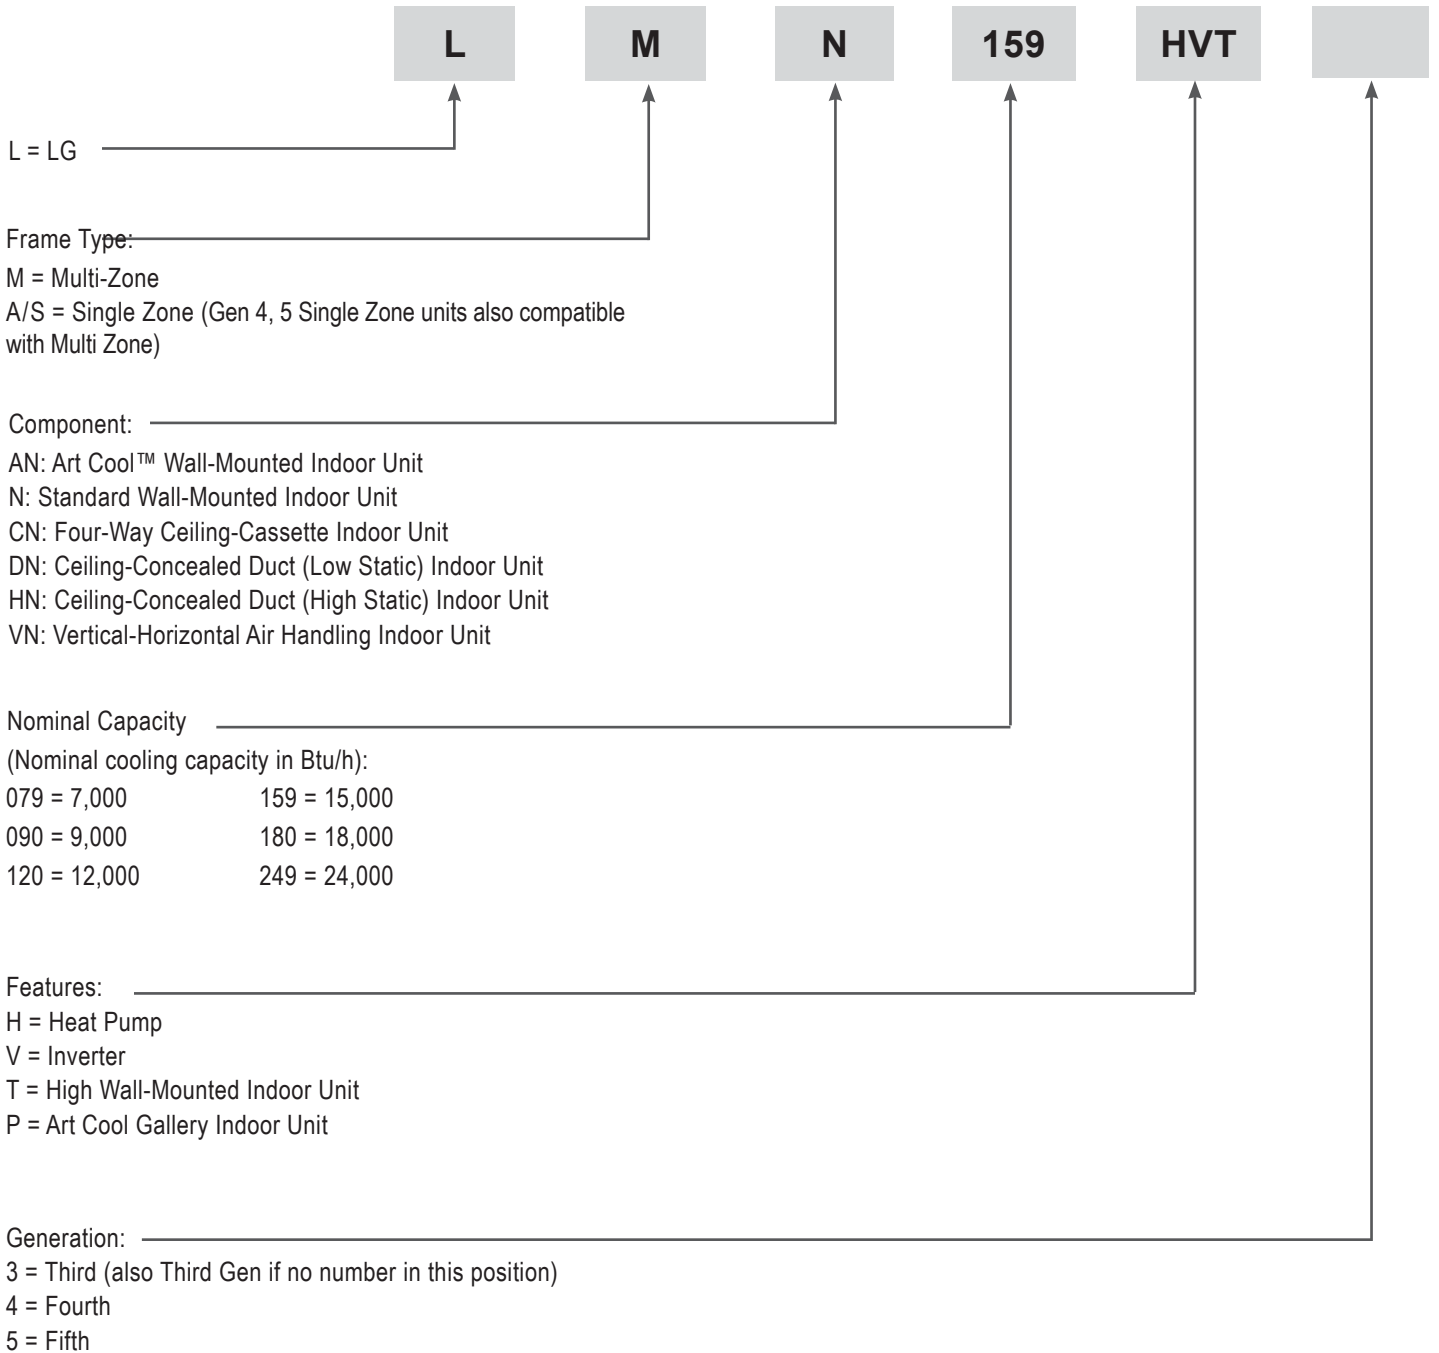 L M N 159 HVT
L = LG
Frame Type:
M = Multi-Zone
A/S = Single Zone (Gen 4, 5 Single Zone units also compatible
with Multi Zone)
Component:
AN: Art Cool™ Wall-Mounted Indoor Unit
N: Standard Wall-Mounted Indoor Unit
CN: Four-Way Ceiling-Cassette Indoor Unit
DN: Ceiling-Concealed Duct (Low Static) Indoor Unit
HN: Ceiling-Concealed Duct (High Static) Indoor Unit
VN: Vertical-Horizontal Air Handling Indoor Unit
Nominal Capacity
(Nominal cooling capacity in Btu/h):
079 = 7,000 159 = 15,000
090 = 9,000 180 = 18,000
120 = 12,000 249 = 24,000
Features:
H = Heat Pump
V = Inverter
T = High Wall-Mounted Indoor Unit
P = Art Cool Gallery Indoor Unit
Generation:
3 = Third (also Third Gen if no number in this position)
4 = Fourth
5 = Fifth